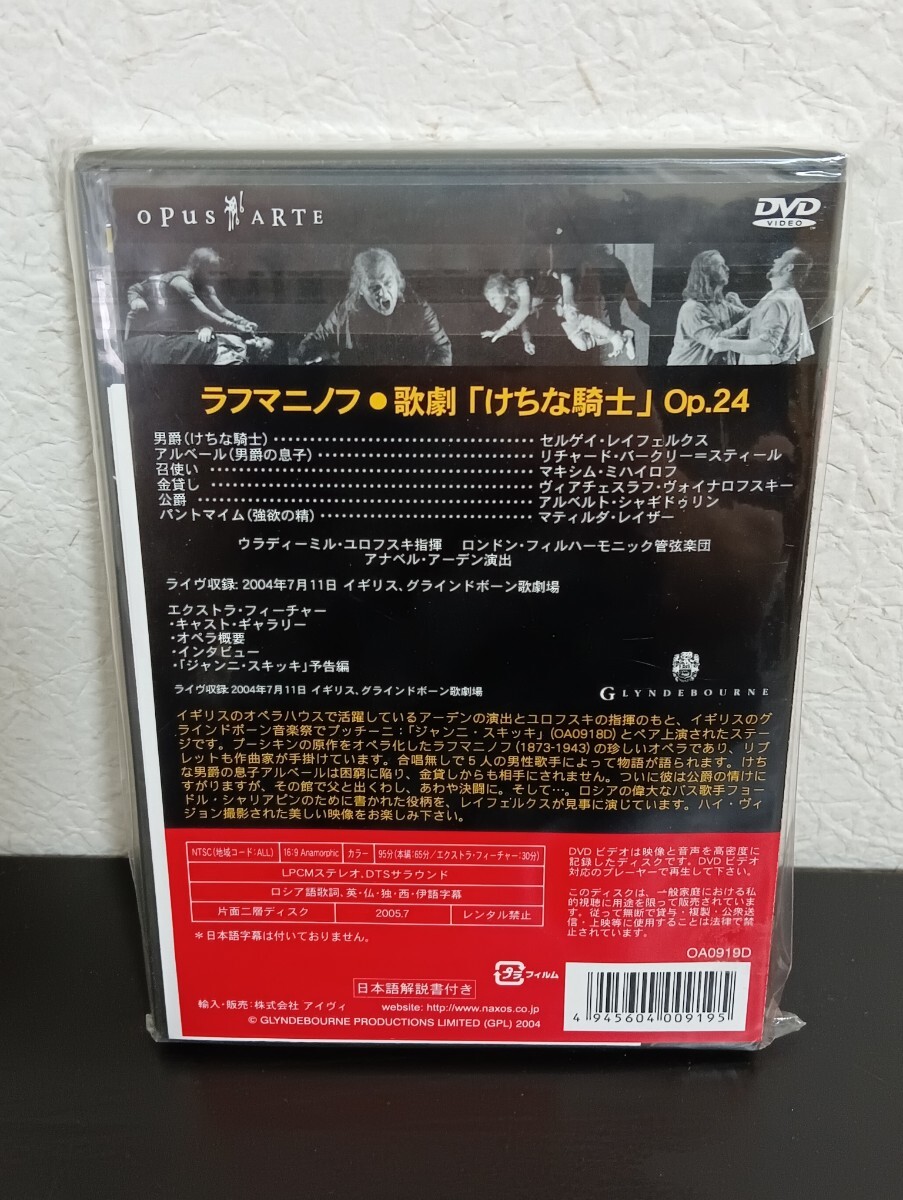 OPUS ARTE
DVD
VIDEO
ラフマニノフ●歌劇「けちな騎士」Op.24
男爵(けちな騎士)…………………………………セルゲイ・レイフェルクス
アルベール(男爵の息子)……………………………リチャード・バークリー=スティール
召使い……………………………………………マキシム・ミハイロフ
金貸し……………………………………………ヴィアチェスラフ・ヴォイナロフスキー
公爵………………………………………………アルベルト・シャギドゥリン
パントマイム(強欲の精)……………………………マティルダ・レイザー
ウラディーミル・ユロフスキ指揮 ロンドン・フィルハーモニック管弦楽団
アナベル・アーデン演出
ライヴ収録: 2004年7月11日 イギリス、グラインドボーン歌劇場
エクストラ・フィーチャー
・キャスト・ギャラリー
・オペラ概要
・インタビュー
・「ジャンニ・スキッキ」予告編
ライヴ収録: 2004年7月11日 イギリス、グラインドボーン歌劇場
GLYNDEBOURNE
イギリスのオペラハウスで活躍しているアーデンの演出とユロフスキの指揮のもと、イギリスのグ
ラインドボーン音楽祭でプッチーニ:「ジャンニ・スキッキ」(OA0918D)とペア上演されたステー
ジです。プーシキンの原作をオペラ化したラフマニノフ(1873-1943)の珍しいオペラであり、リブ
レットも作曲家が手掛けています。合唱無しで5人の男性歌手によって物語が語られます。けち
な男爵の息子アルベールは困窮に陥り、金貸しからも相手にされません。ついに彼は公爵の情けに
すがりますが、その館で父と出くわし、あわや決闘に。そして…。ロシアの偉大なバス歌手フョー
ドル・シャリアピンのために書かれた役柄を、レイフェルクスが見事に演じています。ハイ・ヴィ
ジョン撮影された美しい映像をお楽しみ下さい。
NTSC(地域コード:ALL) 16:9 Anamorphic カラー 95分(本編:65分/エクストラ・フィーチャー:30分)
LPCMステレオ、DTSサラウンド
ロシア語歌詞、英・仏・独・西・伊語字幕
片面二層ディスク 2005.7 レンタル禁止
*日本語字幕は付いておりません。
DVDビデオは映像と音声を高密度に
記録したディスクです。DVDビデオ
対応のプレーヤーで再生して下さい。
このディスクは、一般家庭における私
的視聴に用途を限って販売されていま
す。従って無断で貸与・複製・公衆送
信・上映等に使用することは法律で禁
止されています。
OA0919D
プラ フィルム
日本語解説書付き
輸入・販売:株式会社 アイヴィ website: http://www.naxos.co.jp
© GLYNDEBOURNE PRODUCTIONS LIMITED (GPL) 2004
4 945604 009195